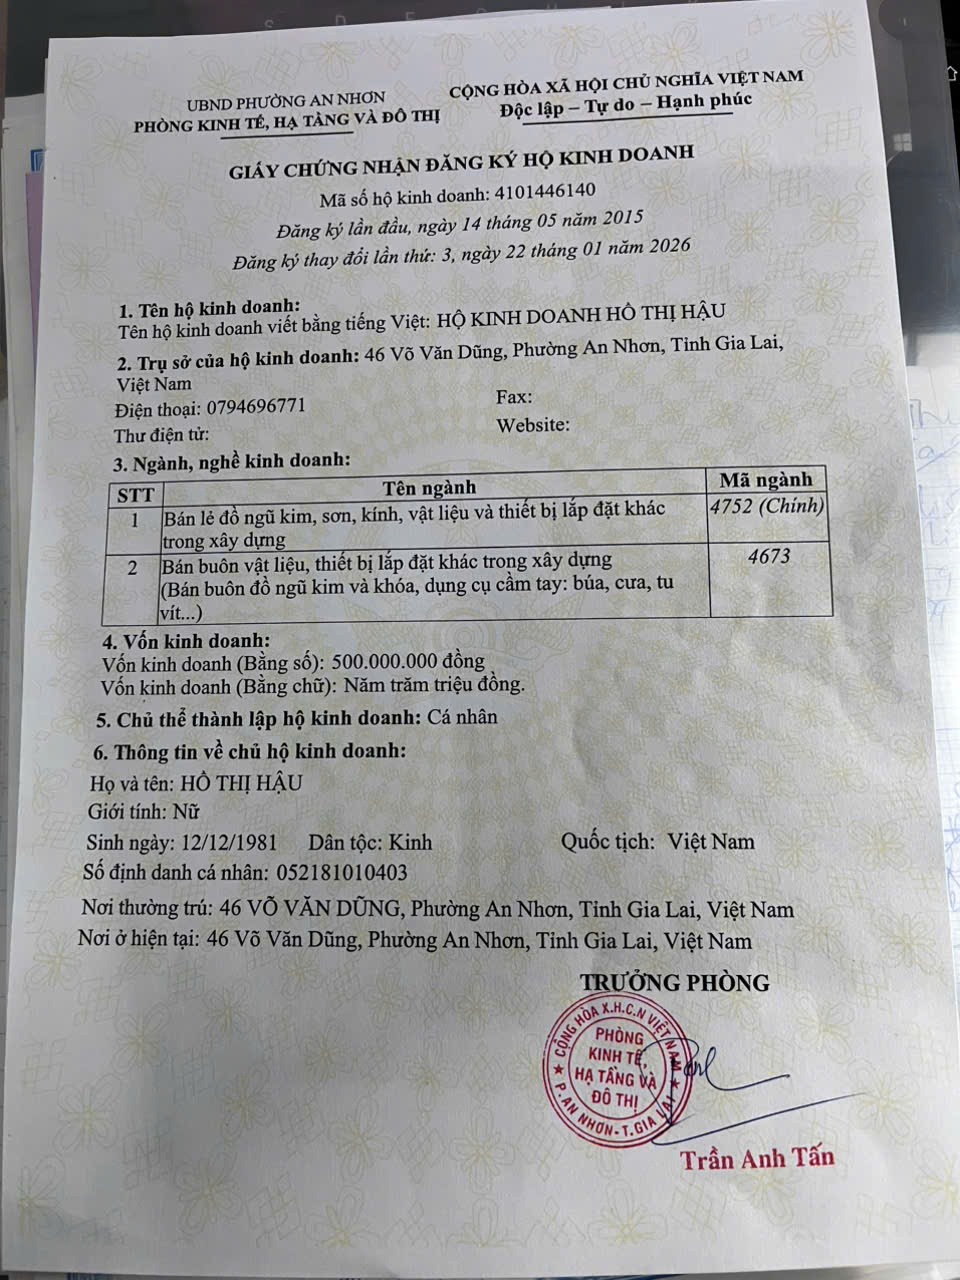 UBND PHƯỜNG AN NHƠN
PHÒNG KINH TẾ, HẠ TẦNG VÀ ĐÔ THỊ
CỘNG HÒA XÃ HỘI CHỦ NGHĨA VIỆT NAM
Độc lập – Tự do – Hạnh phúc
GIẤY CHỨNG NHẬN ĐĂNG KÝ HỘ KINH DOANH
Mã số hộ kinh doanh: 4101446140
Đăng ký lần đầu, ngày 14 tháng 05 năm 2015
Đăng ký thay đổi lần thứ: 3, ngày 22 tháng 01 năm 2026
1. Tên hộ kinh doanh:
Tên hộ kinh doanh viết bằng tiếng Việt: HỘ KINH DOANH HỒ THỊ HẬU
2. Trụ sở của hộ kinh doanh: 46 Võ Văn Dũng, Phường An Nhơn, Tỉnh Gia Lai,
Việt Nam
Điện thoại: 0794696771 Fax:
Thư điện tử: Website:
3. Ngành, nghề kinh doanh:
STT Tên ngành Mã ngành
1 Bán lẻ đồ ngũ kim, sơn, kính, vật liệu và thiết bị lắp đặt khác 4752 (Chính)
trong xây dựng
2 Bán buôn vật liệu, thiết bị lắp đặt khác trong xây dựng 4673
(Bán buôn đồ ngũ kim và khóa, dụng cụ cầm tay: búa, cưa, tu
vít...)
4. Vốn kinh doanh:
Vốn kinh doanh (Bằng số): 500.000.000 đồng
Vốn kinh doanh (Bằng chữ): Năm trăm triệu đồng.
5. Chủ thể thành lập hộ kinh doanh: Cá nhân
6. Thông tin về chủ hộ kinh doanh:
Họ và tên: HỒ THỊ HẬU
Giới tính: Nữ
Sinh ngày: 12/12/1981 Dân tộc: Kinh Quốc tịch: Việt Nam
Số định danh cá nhân: 052181010403
Nơi thường trú: 46 VÕ VĂN DŨNG, Phường An Nhơn, Tỉnh Gia Lai, Việt Nam
Nơi ở hiện tại: 46 Võ Văn Dũng, Phường An Nhơn, Tỉnh Gia Lai, Việt Nam
TRƯỞNG PHÒNG
CỘNG HÒA X.H.C.N VIỆT NAM
PHÒNG
KINH TẾ,
HẠ TẦNG VÀ
ĐÔ THỊ
P. AN NHƠN - T. GIA LAI
Trần Anh Tấn